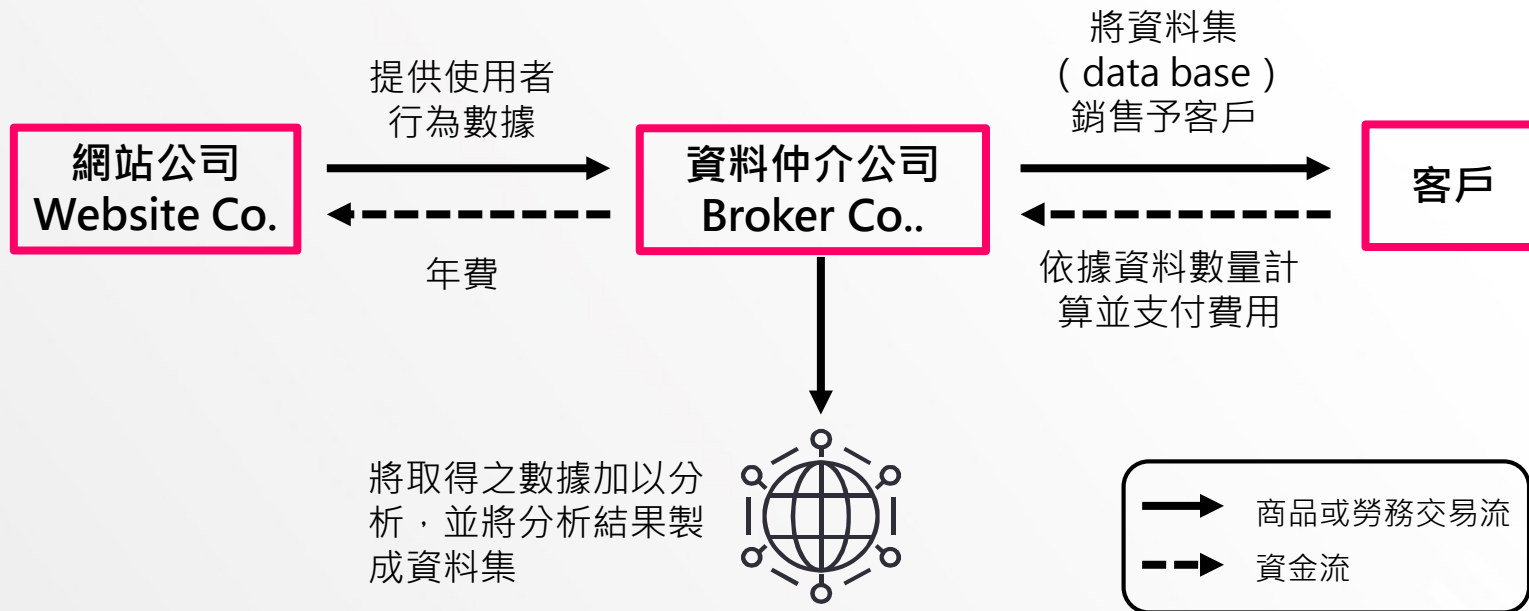 提供使用者
行為數據
將資料集
（data base）
銷售予客戶
網站公司
Website Co.
資料仲介公司
Broker Co..
客戶
年費
依據資料數量計
算並支付費用
將取得之數據加以分
析，並將分析結果製
成資料集
商品或勞務交易流
資金流